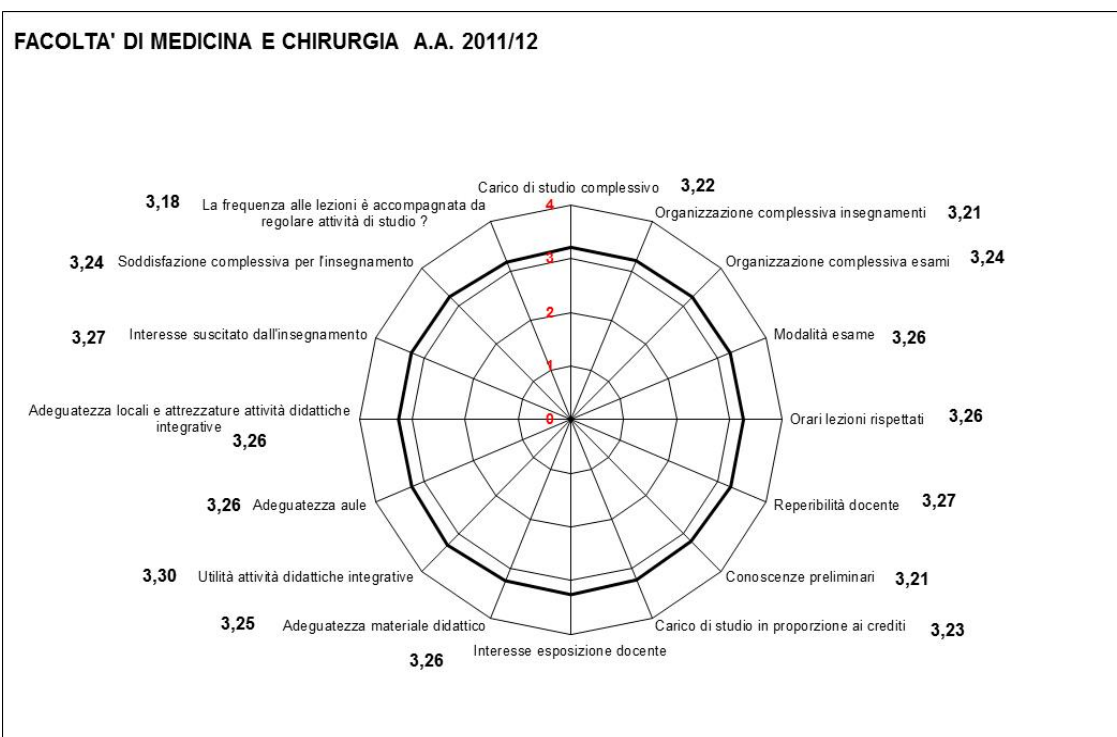 FACOLTA' DI MEDICINA E CHIRURGIA A.A. 2011/12
Carico di studio complessivo 3,22
Organizzazione complessiva insegnamenti 3,21
Organizzazione complessiva esami 3,24
Modalità esame 3,26
Orari lezioni rispettati 3,26
Reperibilità docente 3,27
Conoscenze preliminari 3,21
Carico di studio in proporzione ai crediti 3,23
Interesse esposizione docente
3,26
Adeguatezza materiale didattico
3,25
3,30 Utilità attività didattiche integrative
3,26 Adeguatezza aule
Adeguatezza locali e attrezzature attività didattiche
integrative
3,26
3,27 Interesse suscitato dall'insegnamento
3,24 Soddisfazione complessiva per l'insegnamento
3,18 La frequenza alle lezioni è accompagnata da
regolare attività di studio ?
4
3
2
1
0